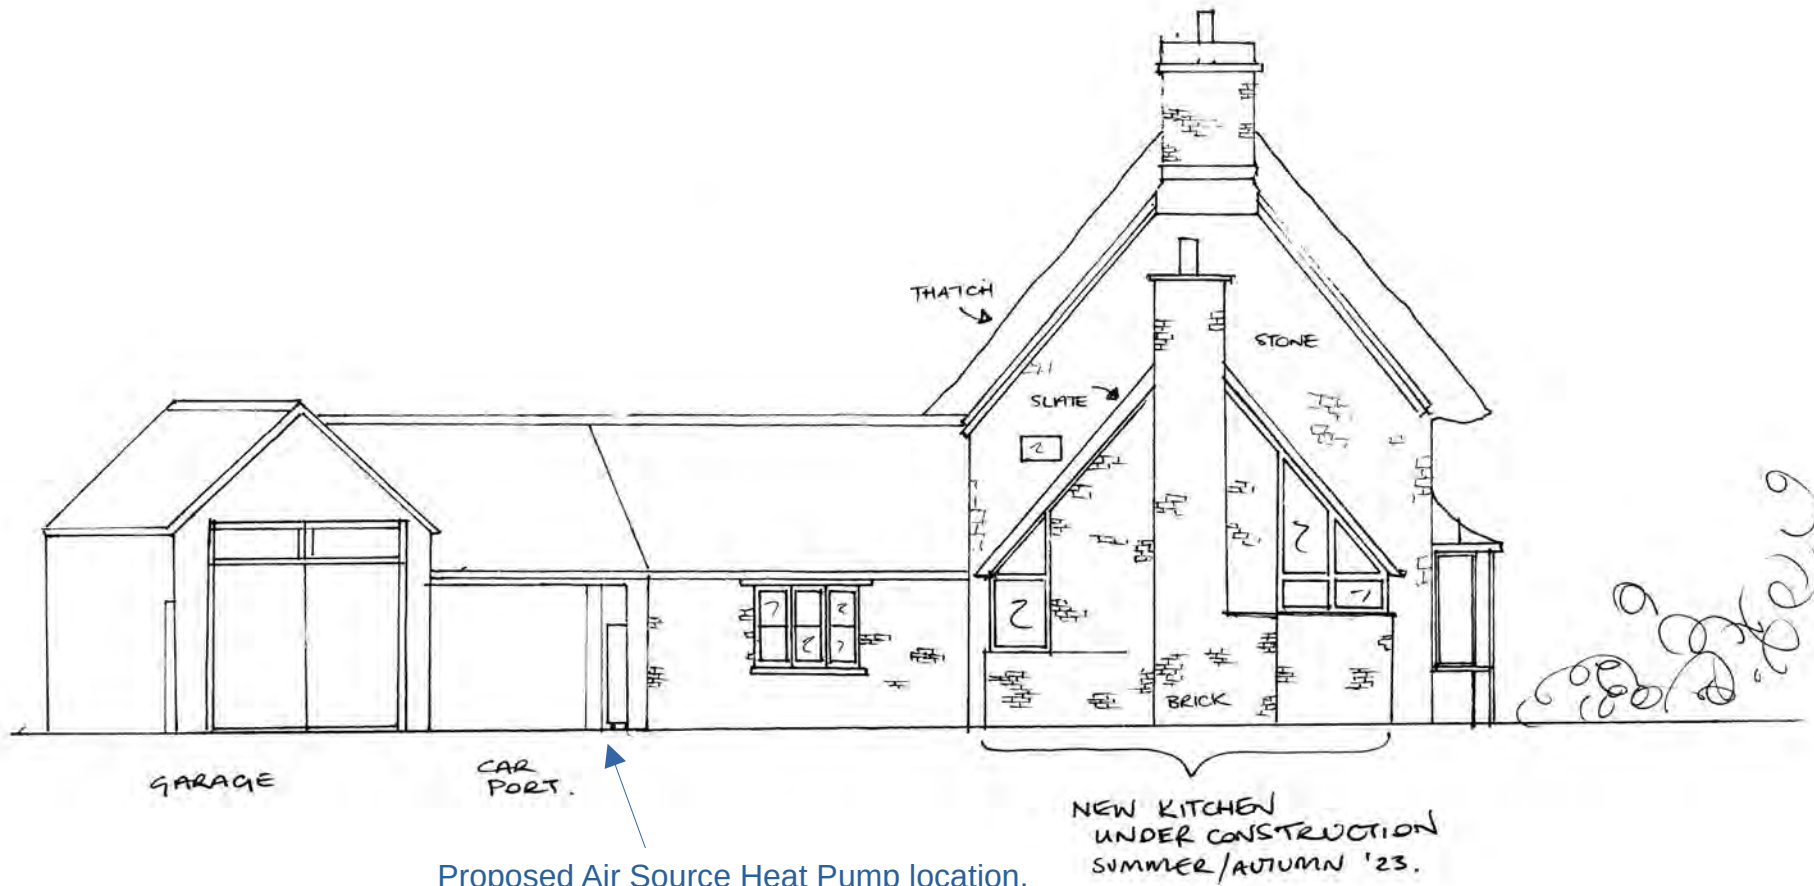 THATCH
STONE
SLATE
BRICK
GARAGE
CAR
PORT.
NEW KITCHEN
UNDER CONSTRUCTION
SUMMER/AUTUMN '23.
Proposed Air Source Heat Pump location.